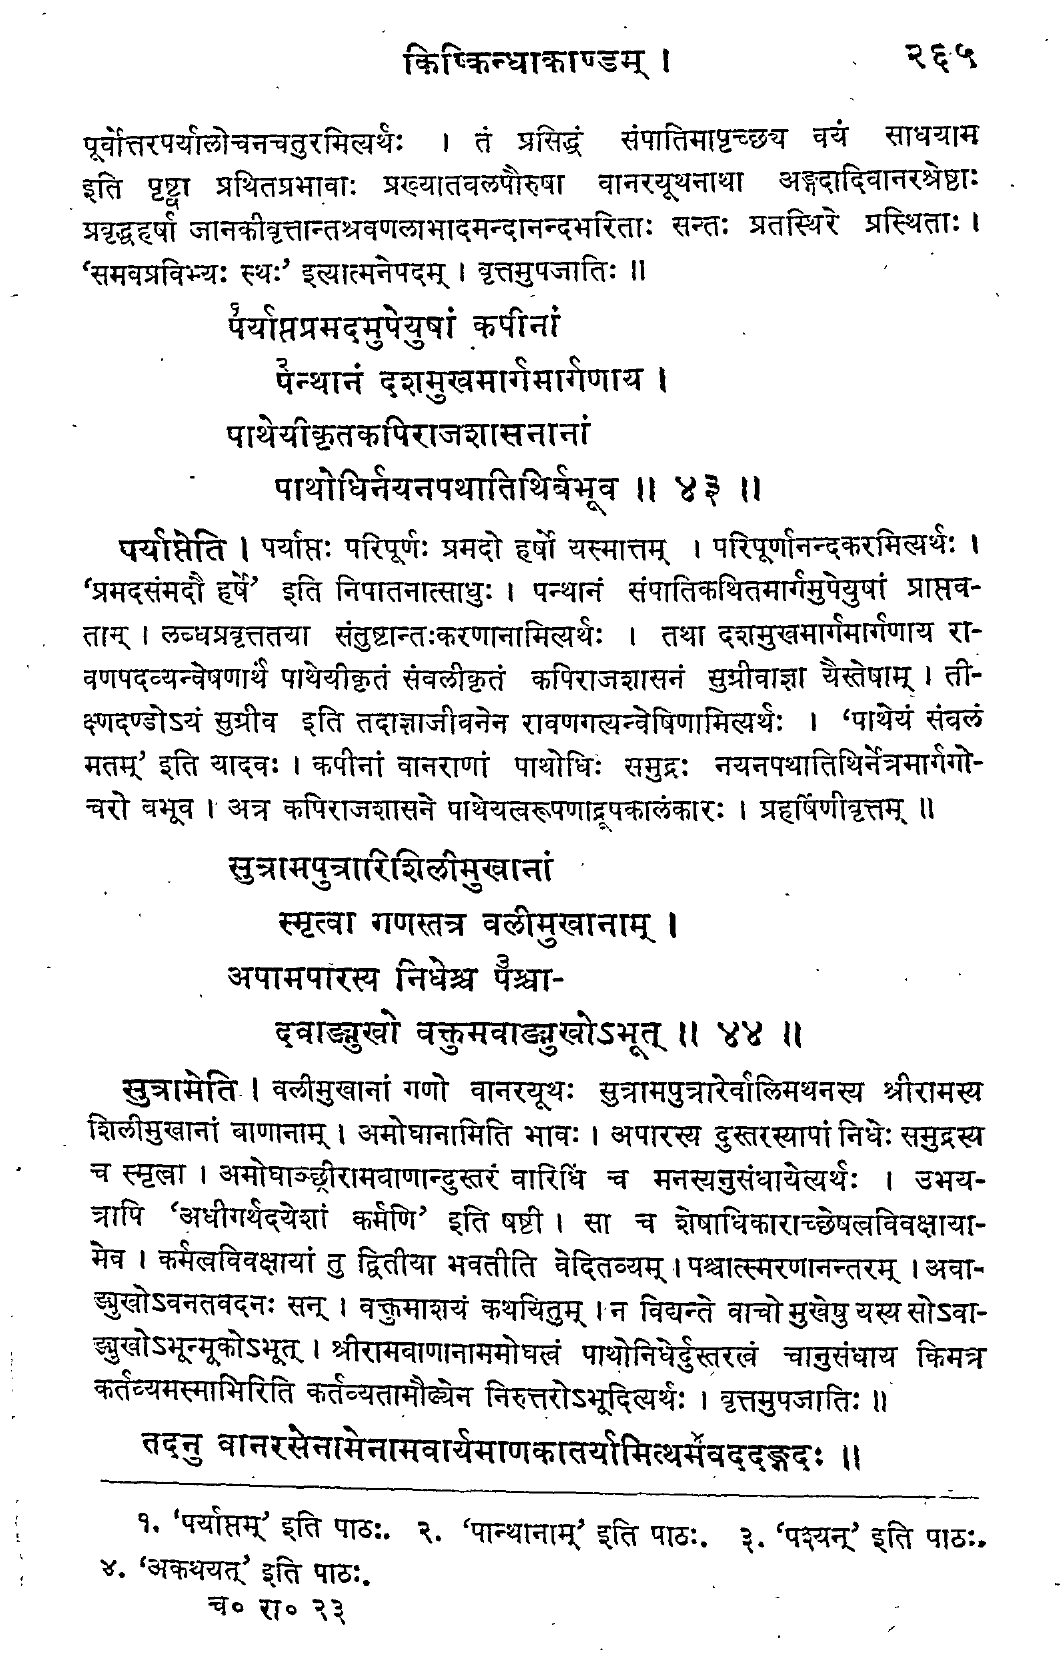 किष्किन्धाकाण्डम् । २६५
पूर्वोत्तरपर्यालोचनचतुरमित्यर्थः । तं प्रसिद्धं संपातिमापृच्छय वयं साधयाम
इति पृष्ट्वा प्रथितप्रभावाः प्रख्यातबलपौरुषा वानरयूथनाथा अङ्गदादिवानरश्रेष्ठाः
प्रवृद्धहर्षा जानकीवृत्तान्तश्रवणलाभादमन्दानन्दभरिताः सन्तः प्रतस्थिरे प्रस्थिताः ।
‘समवप्रविभ्यः स्थः’ इत्यात्मनेपदम् । वृत्तमुपजातिः ॥
पर्याप्तप्रमदमुपेयुषां कपीनां
पन्थानं दशमुखमार्गमार्गणाय ।
पाथेयीकृतकपिराजशासनानां
पाथोधिर्नयनपथातिथिर्बभूव ॥ ४३ ॥
पर्याप्तेति । पर्याप्तः परिपूर्णः प्रमदो हर्षो यस्मात्तम् । परिपूर्णानन्दकरमित्यर्थः ।
‘प्रमदसंमदौ हर्षे’ इति निपातनात्साधुः । पन्थानं संपातिकथितमार्गमुपेयुषां प्राप्तव-
ताम् । लब्धप्रवृत्ततया संतुष्टान्तःकरणानामित्यर्थः । तथा दशमुखमार्गमार्गणाय रा-
वणपदव्यन्वेषणार्थं पाथेयीकृतं संवलीकृतं कपिराजशासनं सुग्रीवाज्ञा यैस्तेषाम् । ती-
क्ष्णदण्डोऽयं सुग्रीव इति तदाज्ञाजीवनेन रावणगत्यन्वेषिणामित्यर्थः । ‘पाथेयं संवलं
मतम्’ इति यादवः । कपीनां वानराणां पाथोधिः समुद्रः नयनपथातिथिर्नेत्रमार्गगो-
चरो बभूव । अत्र कपिराजशासने पाथेयत्वरूपणाद्रूपकालंकारः । प्रहर्षिणीवृत्तम् ॥
सुत्रामपुत्रारिशिलीमुखानां
स्मृत्वा गणस्तत्र वलीमुखानाम् ।
अपामपारस्य निधेश्च पै३श्चा-
दवाङ्मुखो वक्तुमवाङ्मुखोऽभूत् ॥ ४४ ॥
सुत्रामेति । वलीमुखानां गणो वानरयूथः सुत्रामपुत्रारेर्वालिमथनस्य श्रीरामस्य
शिलीमुखानां बाणानाम् । अमोघानामिति भावः । अपारस्य दुस्तरस्यापां निधेः समुद्रस्य
च स्मृत्वा । अमोघाञ्छ्रीरामबाणान्दुस्तरं वारिधिं च मनस्यनुसंधायेत्यर्थः । उभय-
त्रापि ‘अधीगर्थदयेशां कर्मणि’ इति षष्ठी । सा च शेषाधिकाराच्छेषत्वविवक्षाया-
मेव । कर्मत्वविवक्षायां तु द्वितीया भवतीति वेदितव्यम् । पश्चात्स्मरणानन्तरम् । अवा-
ङ्मुखोऽवनतवदनः सन् । वक्तुमाशयं कथयितुम् । न विद्यन्ते वाचो मुखेषु यस्य सोऽवा-
ङ्मुखोऽभून्मूकोऽभूत् । श्रीरामबाणानाममोघत्वं पाथोनिधेर्दुस्तरत्वं चानुसंधाय किमत्र
कर्तव्यमस्माभिरिति कर्तव्यतामौढ्येन निरुत्तरोऽभूदित्यर्थः । वृत्तमुपजातिः ॥
तदनु वानरसेनामेनामवार्यमाणकातर्यामित्थमवददङ्गदः ॥
१. ‘पर्याप्तम्’ इति पाठः. २. ‘पान्थानाम्’ इति पाठः. ३. ‘पश्यन्’ इति पाठः.
४. ‘अकथयत्’ इति पाठः.
च० रा० २३